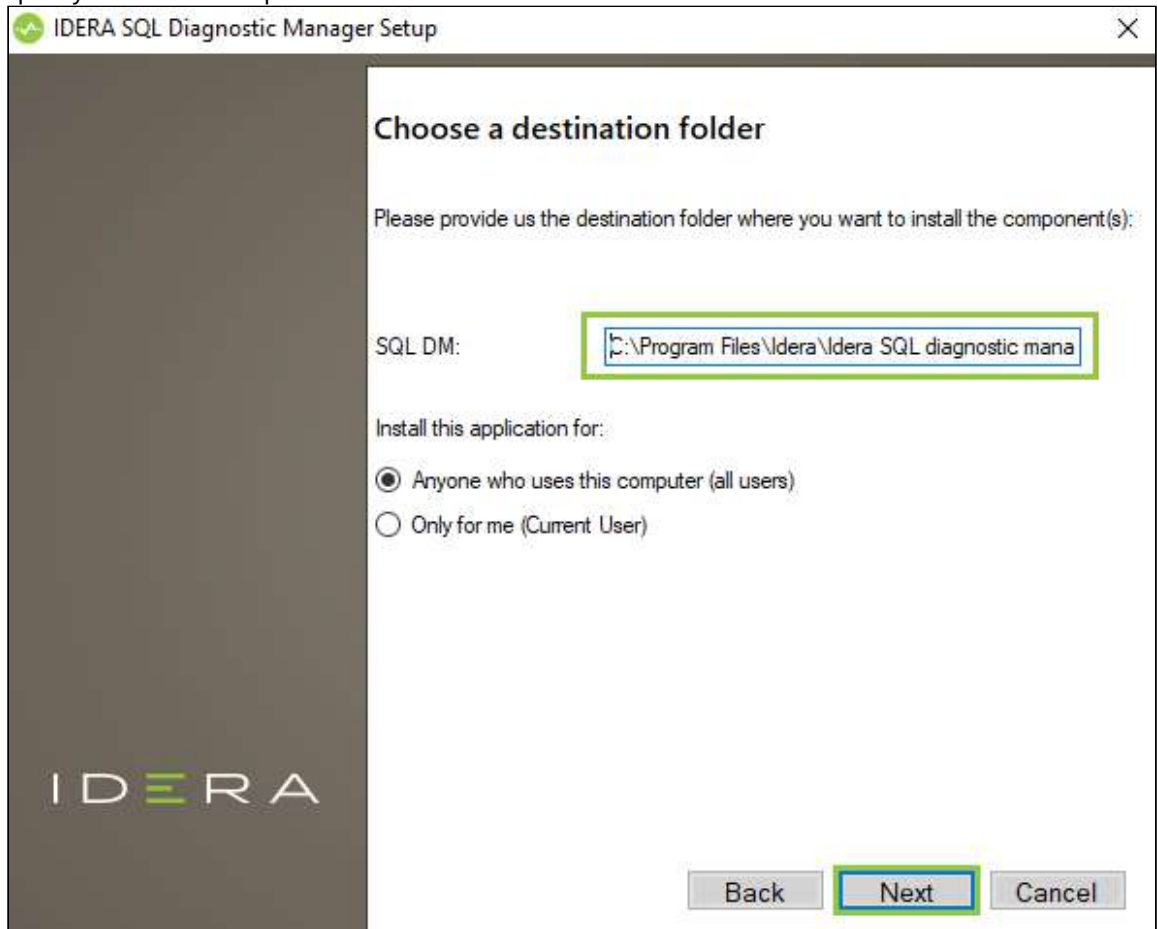 IDERA SQL Diagnostic Manager Setup
Choose a destination folder
Please provide us the destination folder where you want to install the component(s):
SQL DM:
C:\Program Files\Idera\Idera SQL diagnostic mana
Install this application for:
Anyone who uses this computer (all users)
Only for me (Current User)
IDERA
Back Next Cancel